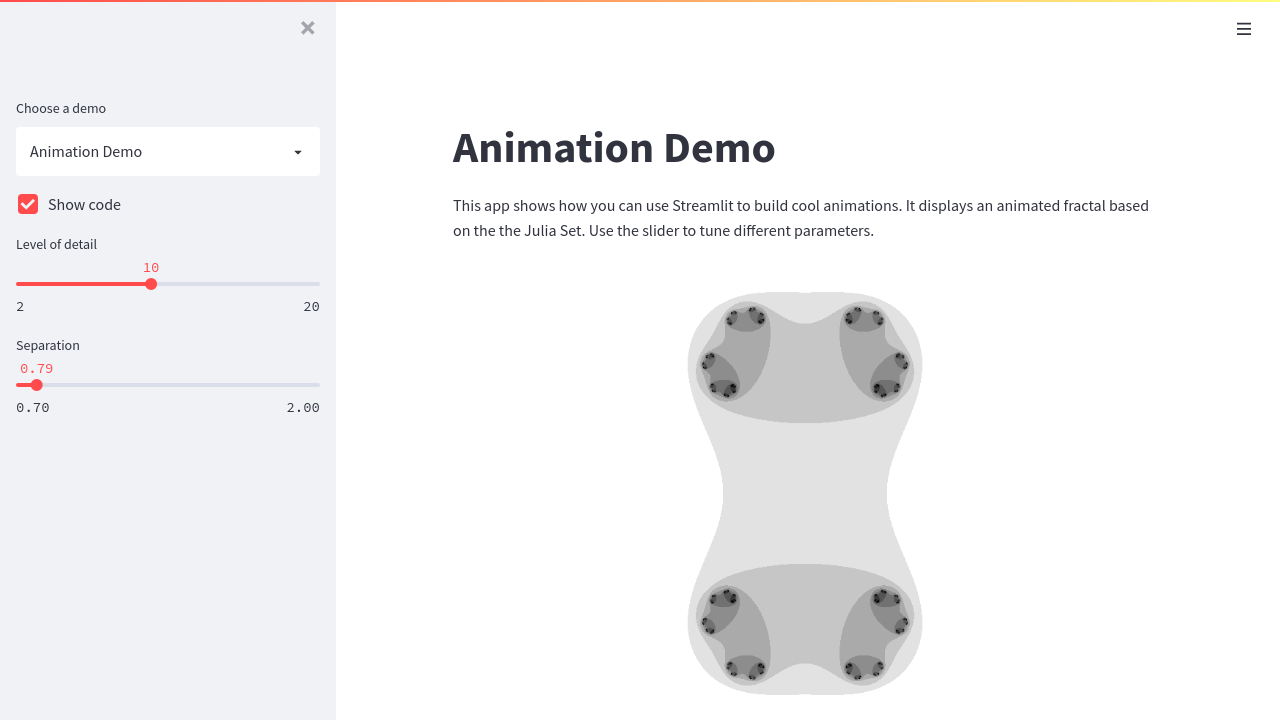 Choose a demo
Animation Demo
Show code
Level of detail
10
2 20
Separation
0.79
0.70 2.00
Animation Demo
This app shows how you can use Streamlit to build cool animations. It displays an animated fractal based
on the the Julia Set. Use the slider to tune different parameters.